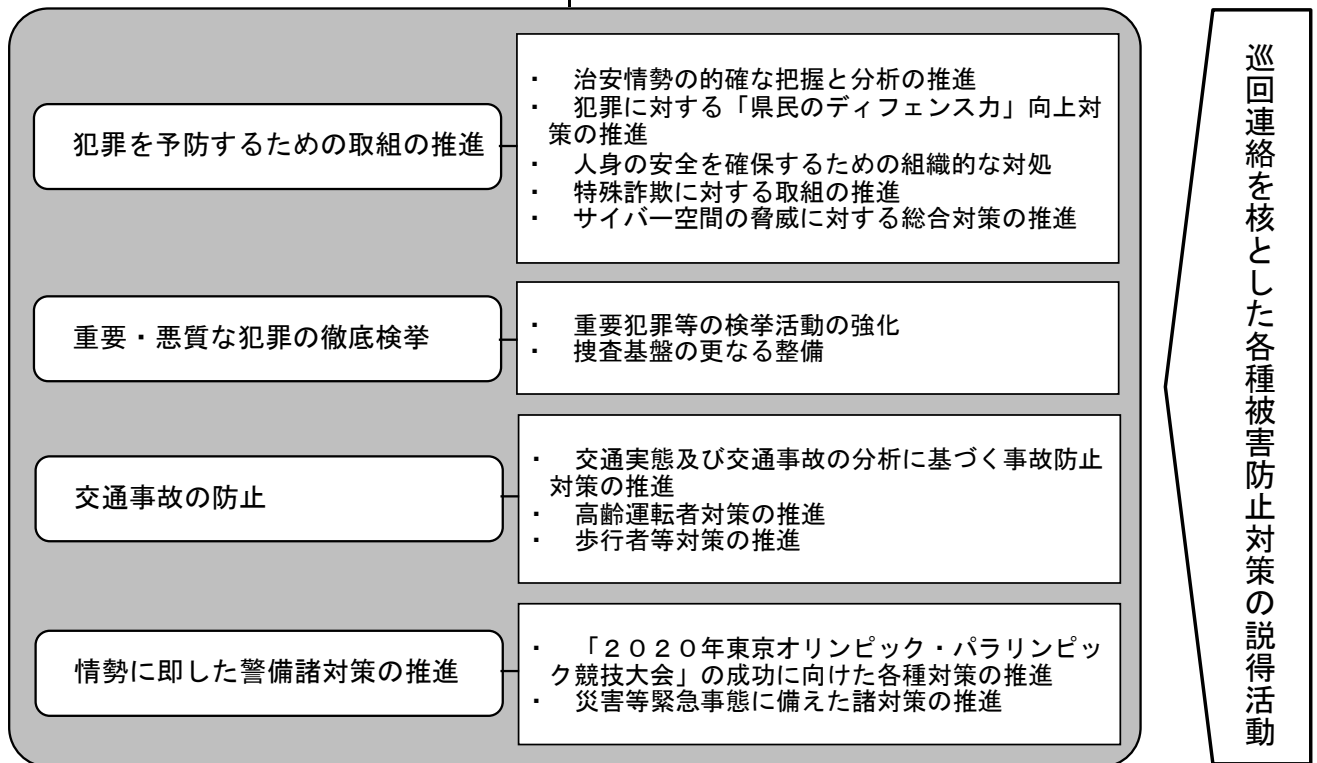 犯罪を予防するための取組の推進
・　治安情勢の的確な把握と分析の推進
・　犯罪に対する「県民のディフェンス力」向上対
策の推進
・　人身の安全を確保するための組織的な対処
・　特殊詐欺に対する取組の推進
・　サイバー空間の脅威に対する総合対策の推進
重要・悪質な犯罪の徹底検挙
・　重要犯罪等の検挙活動の強化
・　捜査基盤の更なる整備
交通事故の防止
・　交通実態及び交通事故の分析に基づく事故防止
対策の推進
・　高齢運転者対策の推進
・　歩行者等対策の推進
情勢に即した警備諸対策の推進
・　「２０２０年東京オリンピック・パラリンピッ
ク競技大会」の成功に向けた各種対策の推進
・　災害等緊急事態に備えた諸対策の推進
巡回連絡を核とした各種被害防止対策の説得活動